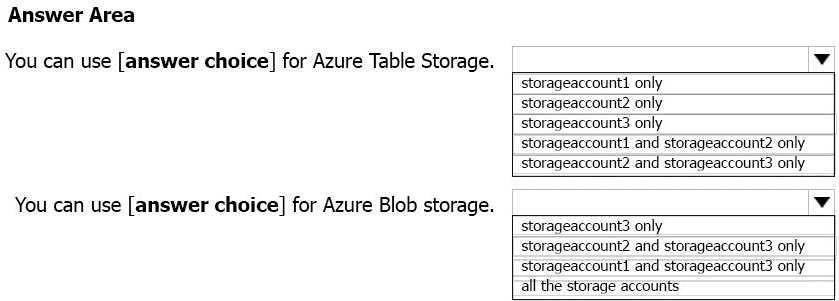 Answer Area
You can use [answer choice] for Azure Table Storage.
storageaccount1 only
storageaccount2 only
storageaccount3 only
storageaccount1 and storageaccount2 only
storageaccount2 and storageaccount3 only
You can use [answer choice] for Azure Blob storage.
storageaccount3 only
storageaccount2 and storageaccount3 only
storageaccount1 and storageaccount3 only
all the storage accounts